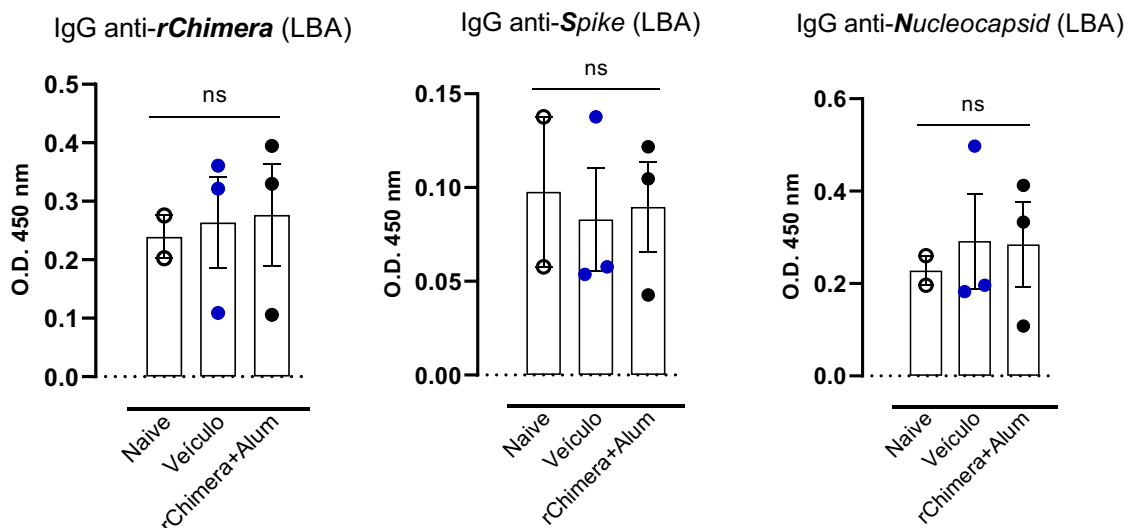 IgG anti-rChimera (LBA)
ns
O.D. 450 nm
0.5
0.4
0.3
0.2
0.1
0.0
Naive
Veículo
rChimera+Alum
IgG anti-Spike (LBA)
ns
O.D. 450 nm
0.15
0.10
0.05
0.00
Naive
Veículo
rChimera+Alum
IgG anti-Nucleocapsid (LBA)
ns
O.D. 450 nm
0.6
0.4
0.2
0.0
Naive
Veículo
rChimera+Alum